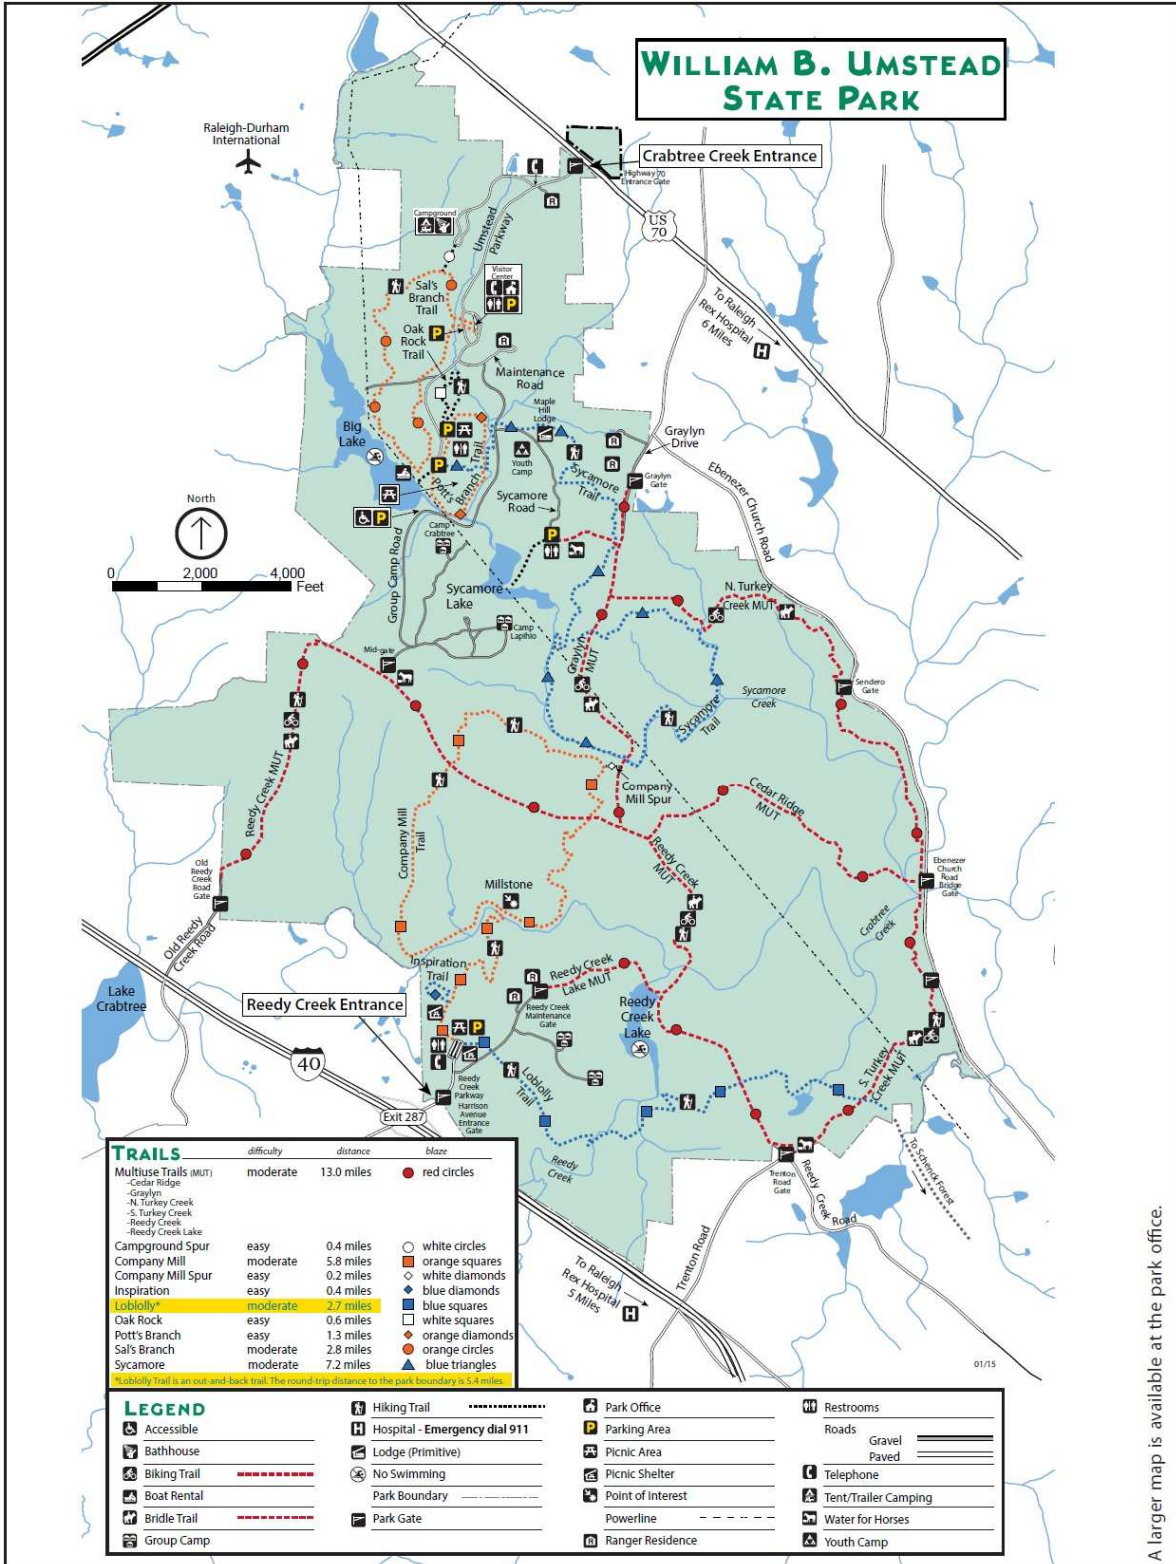 WILLIAM B. UMSTEAD
STATE PARK
Raleigh-Durham
International
Crabtree Creek Entrance
Highway 70
Entrance Gate
US
70
Campground
Umstead
Parkway
Visitor
Center
P
Sal's
Branch
Trail
To Raleigh
Rex Hospital
6 Miles
H
Oak
Rock
Trail
P
R
R
Maintenance
Road
Maple
Hill
Lodge
Big
Lake
P
P
Pott's
Branch
Trail
Youth
Camp
Sycamore
Trail
R
R
Graylyn
Drive
Graylyn
Gate
Ebenezer Church Road
Sycamore
Road
P
P
North
0 2,000 4,000
Feet
Camp
Crabtree
Group Camp Road
Sycamore
Lake
Camp
Lapihio
N. Turkey
Creek MUT
Mid-gate
Graylyn
MUT
Sendero
Gate
Sycamore
Creek
Sycamore
Trail
Reedy Creek MUT
Company Mill
Trail
Company
Mill Spur
Cedar Ridge
MUT
Reedy Creek
MUT
Old
Reedy
Creek
Road
Gate
Ebenezer
Church
Road
Bridge
Gate
Millstone
Crabtree
Creek
Old Reedy
Creek Road
Inspiration
Trail
Reedy Creek
Lake MUT
Lake
Crabtree
Reedy Creek Entrance
R
R
Reedy Creek
Maintenance
Gate
Reedy
Creek
Lake
P
40
Loblolly
Trail
S. Turkey
Creek MUT
Reedy
Creek
Parkway
Harrison
Avenue
Entrance
Gate
Exit 287
Reedy
Creek
Trenton
Road
Gate
Reedy Creek Road
To Schenck Forest
Trenton Road
To Raleigh
Rex Hospital
5 Miles
H
01/15
TRAILS difficulty distance blaze
Multiuse Trails (MUT) moderate 13.0 miles red circles
-Cedar Ridge
-Graylyn
-N. Turkey Creek
-S. Turkey Creek
-Reedy Creek
-Reedy Creek Lake
Campground Spur easy 0.4 miles white circles
Company Mill moderate 5.8 miles orange squares
Company Mill Spur easy 0.2 miles white diamonds
Inspiration easy 0.4 miles blue diamonds
Loblolly* moderate 2.7 miles blue squares
Oak Rock easy 0.6 miles white squares
Pott's Branch easy 1.3 miles orange diamonds
Sal's Branch moderate 2.8 miles orange circles
Sycamore moderate 7.2 miles blue triangles
*Loblolly Trail is an out-and-back trail. The round-trip distance to the park boundary is 5.4 miles.
LEGEND
Accessible
Bathhouse
Biking Trail
Boat Rental
Bridle Trail
Group Camp
Hiking Trail
H Hospital - Emergency dial 911
Lodge (Primitive)
No Swimming
Park Boundary
Park Gate
Park Office
P Parking Area
Picnic Area
Picnic Shelter
Point of Interest
Powerline
R Ranger Residence
Restrooms
Roads
Gravel
Paved
Telephone
Tent/Trailer Camping
Water for Horses
Youth Camp
A larger map is available at the park office.